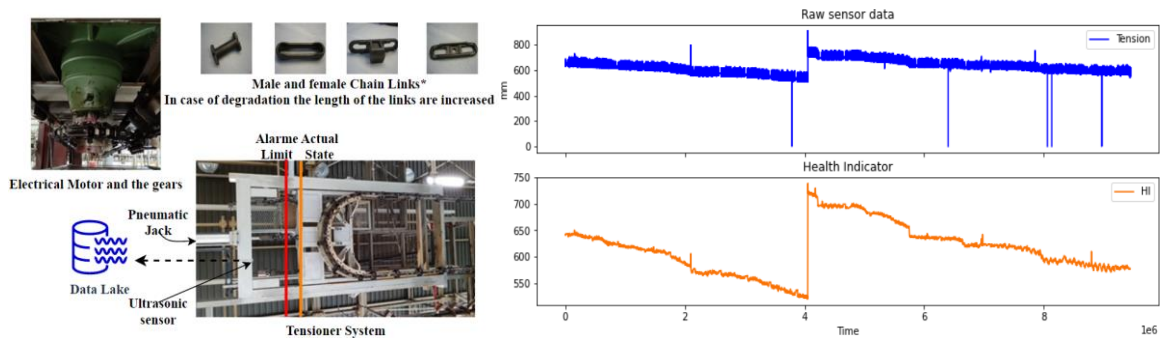 Male and female Chain Links*
In case of degradation the length of the links are increased
Electrical Motor and the gears
Alarme Actual
Limit State
Pneumatic
Jack
Data Lake
Ultrasonic
sensor
Tensioner System
Raw sensor data
Tension
800
600
400
200
0
mm
Health Indicator
HI
750
700
650
600
550
0
2
4
6
8
Time
1e6